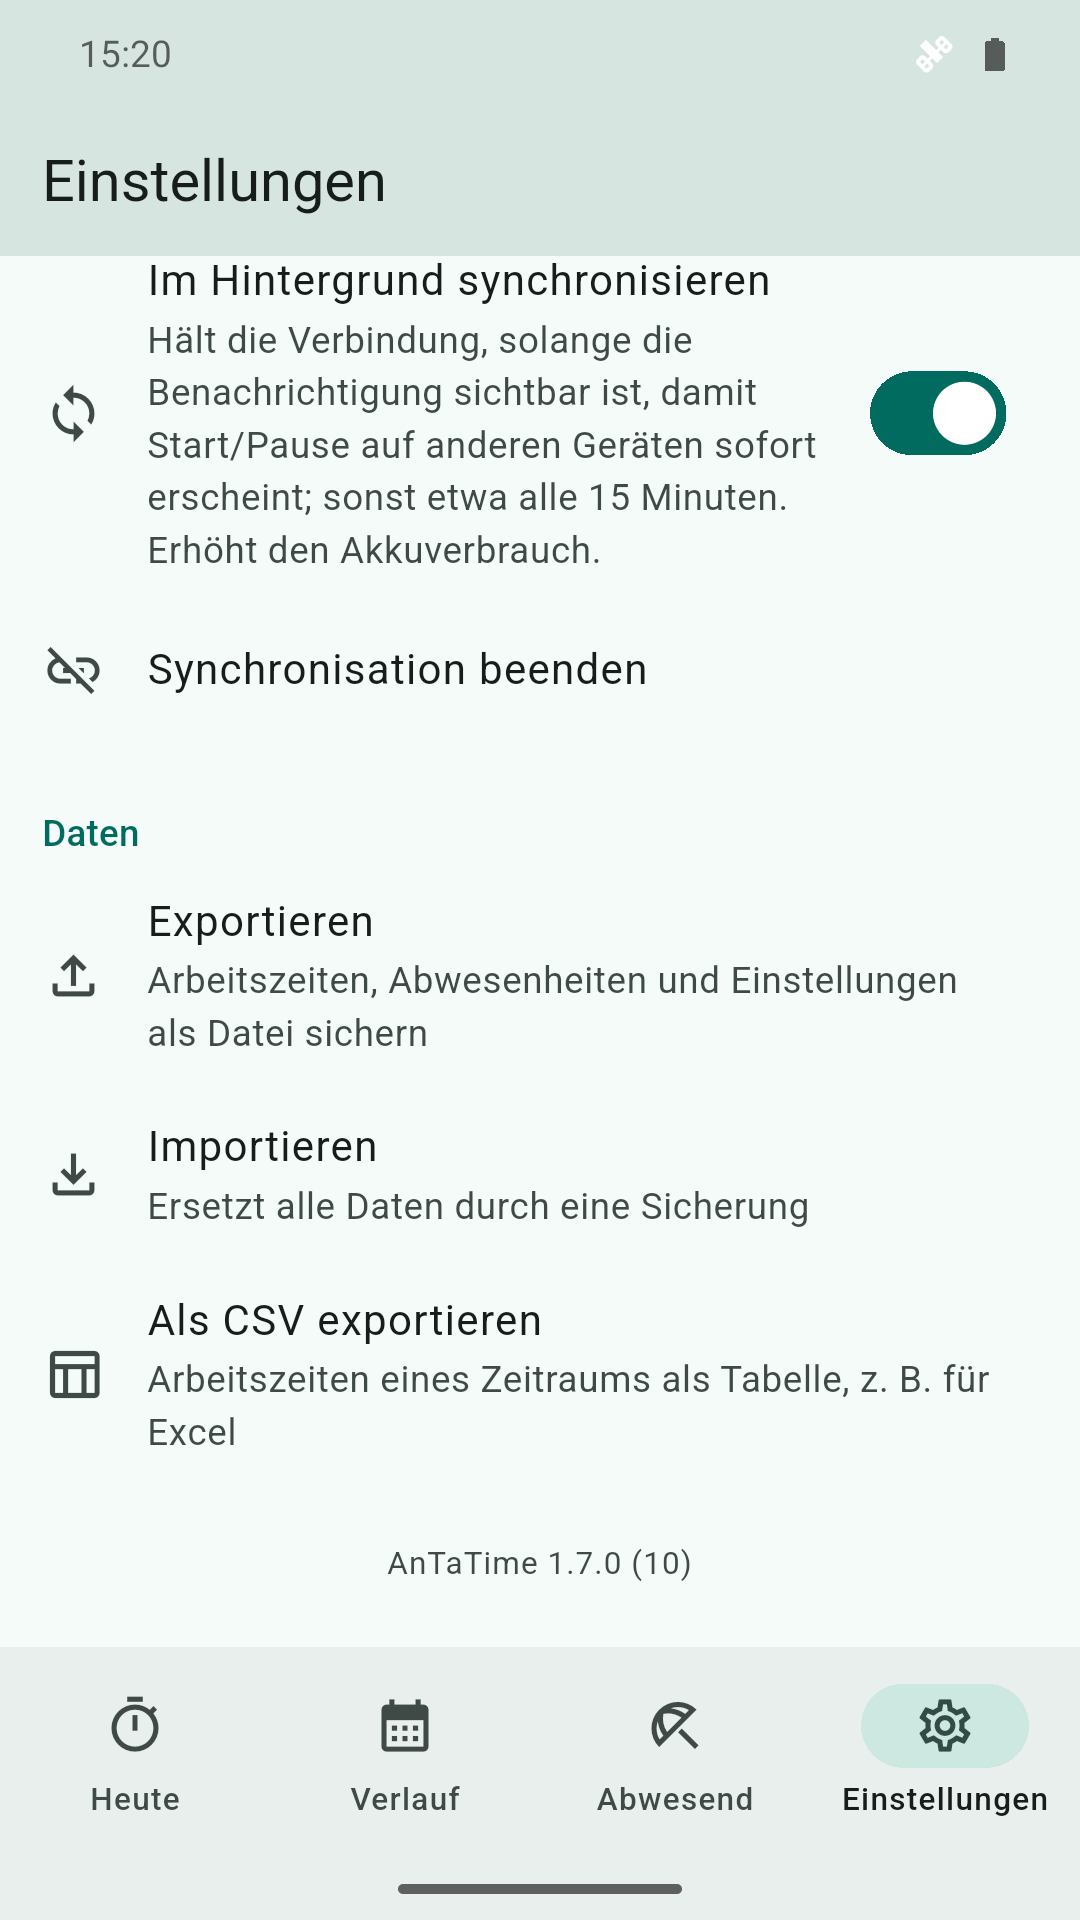 15:20
Einstellungen
Im Hintergrund synchronisieren
Hält die Verbindung, solange die
Benachrichtigung sichtbar ist, damit
Start/Pause auf anderen Geräten sofort
erscheint; sonst etwa alle 15 Minuten.
Erhöht den Akkuverbrauch.
Synchronisation beenden
Daten
Exportieren
Arbeitszeiten, Abwesenheiten und Einstellungen
als Datei sichern
Importieren
Ersetzt alle Daten durch eine Sicherung
Als CSV exportieren
Arbeitszeiten eines Zeitraums als Tabelle, z. B. für
Excel
AnTaTime 1.7.0 (10)
Heute
Verlauf
Abwesend
Einstellungen